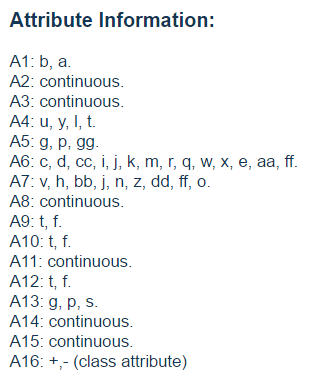 Attribute Information:
A1: b, a.
A2: continuous.
A3: continuous.
A4: u, y, l, t.
A5: g, p, gg.
A6: c, d, cc, i, j, k, m, r, q, w, x, e, aa, ff.
A7: v, h, bb, j, n, z, dd, ff, o.
A8: continuous.
A9: t, f.
A10: t, f.
A11: continuous.
A12: t, f.
A13: g, p, s.
A14: continuous.
A15: continuous.
A16: +,- (class attribute)